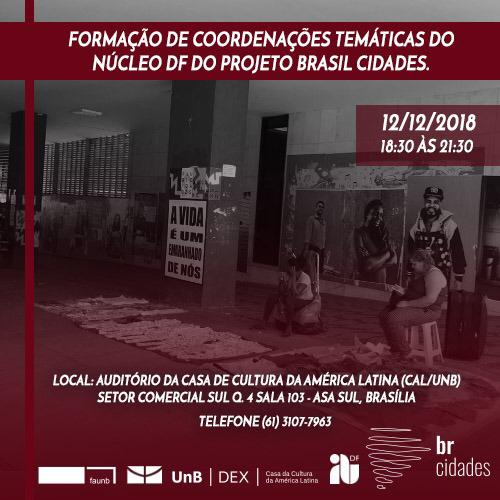 FORMAÇÃO DE COORDENAÇÕES TEMÁTICAS DO
NÚCLEO DF DO PROJETO BRASIL CIDADES.
12/12/2018
18:30 ÀS 21:30
A VIDA
É UM
EMARANHADO
DE NÓS
LOCAL: AUDITÓRIO DA CASA DE CULTURA DA AMÉRICA LATINA (CAL/UNB)
SETOR COMERCIAL SUL Q. 4 SALA 103 - ASA SUL, BRASÍLIA
TELEFONE (61) 3107-7963
faunb
UnB | DEX | Casa da Cultura
da América Latina
DF
br
cidades